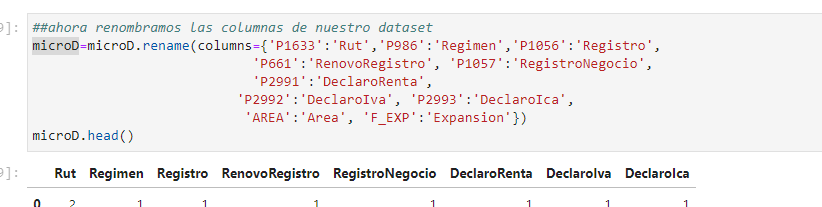 9]: ##ahora renombramos las columnas de nuestro dataset
microD=microD.rename(columns={'P1633':'Rut','P986':'Regimen','P1056':'Registro',
'P661':'RenovoRegistro', 'P1057':'RegistroNegocio',
'P2991':'DeclaroRenta',
'P2992':'DeclaroIva', 'P2993':'DeclaroIca',
'AREA':'Area', 'F_EXP':'Expansion'})
microD.head()
9]: Rut Regimen Registro RenovoRegistro RegistroNegocio DeclaroRenta DeclaroIva DeclaroIca
0 2 1 1 1 1 1 1 1